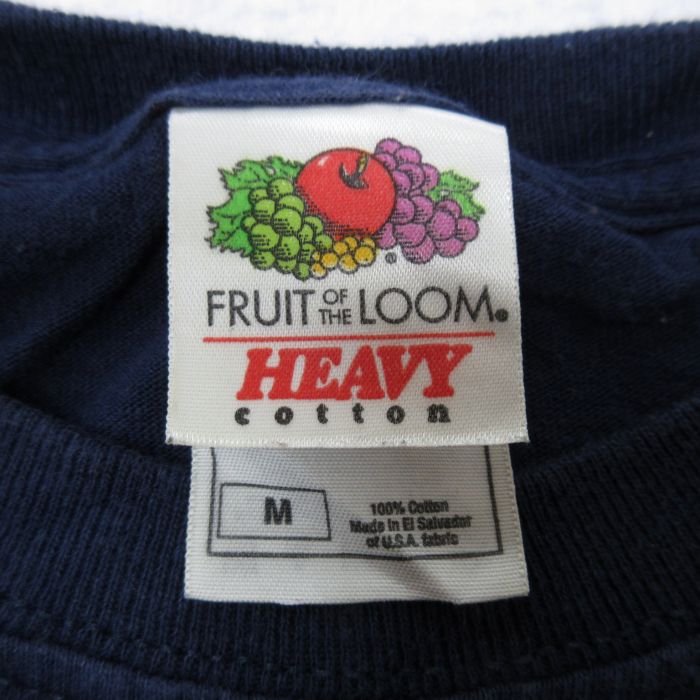 ®
FRUIT OF THE LOOM®
HEAVY
cotton
M
100% Cotton
Made in El Salvador
of U.S.A. fabric